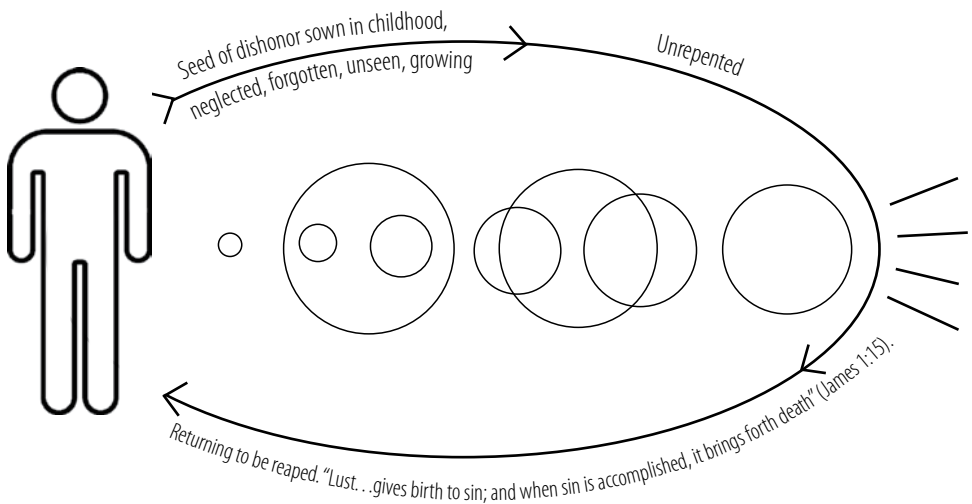 Seed of dishonor sown in childhood,
neglected, forgotten, unseen, growing
Unrepented
Returning to be reaped. “Lust. . .gives birth to sin; and when sin is accomplished, it brings forth death” (James 1:15).